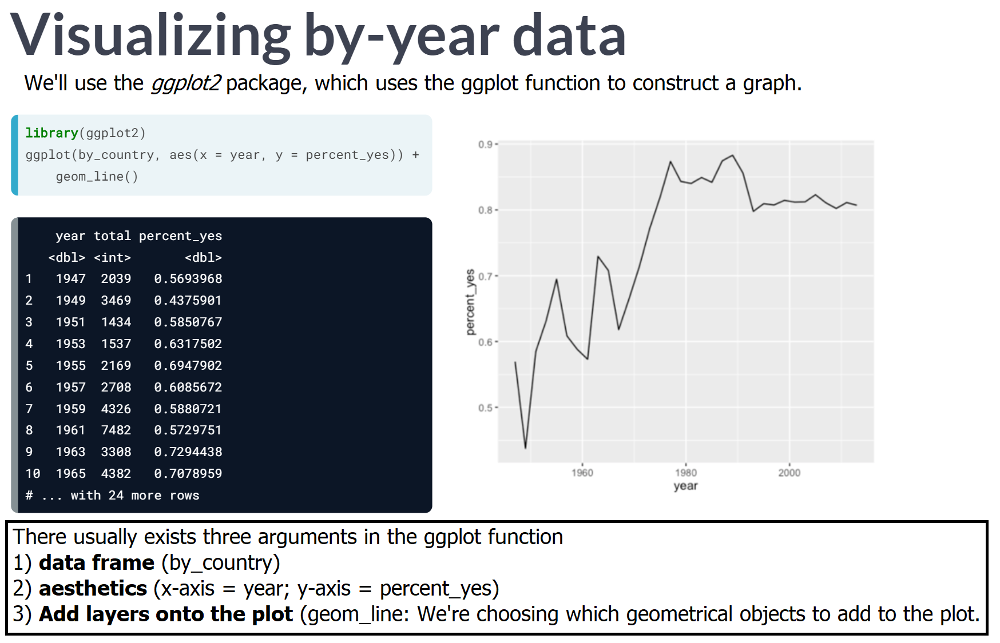 Visualizing by-year data
We'll use the ggplot2 package, which uses the ggplot function to construct a graph.
library(ggplot2)
ggplot(by_country, aes(x = year, y = percent_yes)) +
    geom_line()
year total percent_yes
<dbl> <int> <dbl>
1 1947 2039 0.5693968
2 1949 3469 0.4375901
3 1951 1434 0.5850767
4 1953 1537 0.6317502
5 1955 2169 0.6947902
6 1957 2708 0.6085672
7 1959 4326 0.5880721
8 1961 7482 0.5729751
9 1963 3308 0.7294438
10 1965 4382 0.7078959
# ... with 24 more rows
percent_yes
0.9
0.8
0.7
0.6
0.5
1960 1980 2000
year
There usually exists three arguments in the ggplot function
1) data frame (by_country)
2) aesthetics (x-axis = year; y-axis = percent_yes)
3) Add layers onto the plot (geom_line: We're choosing which geometrical objects to add to the plot.